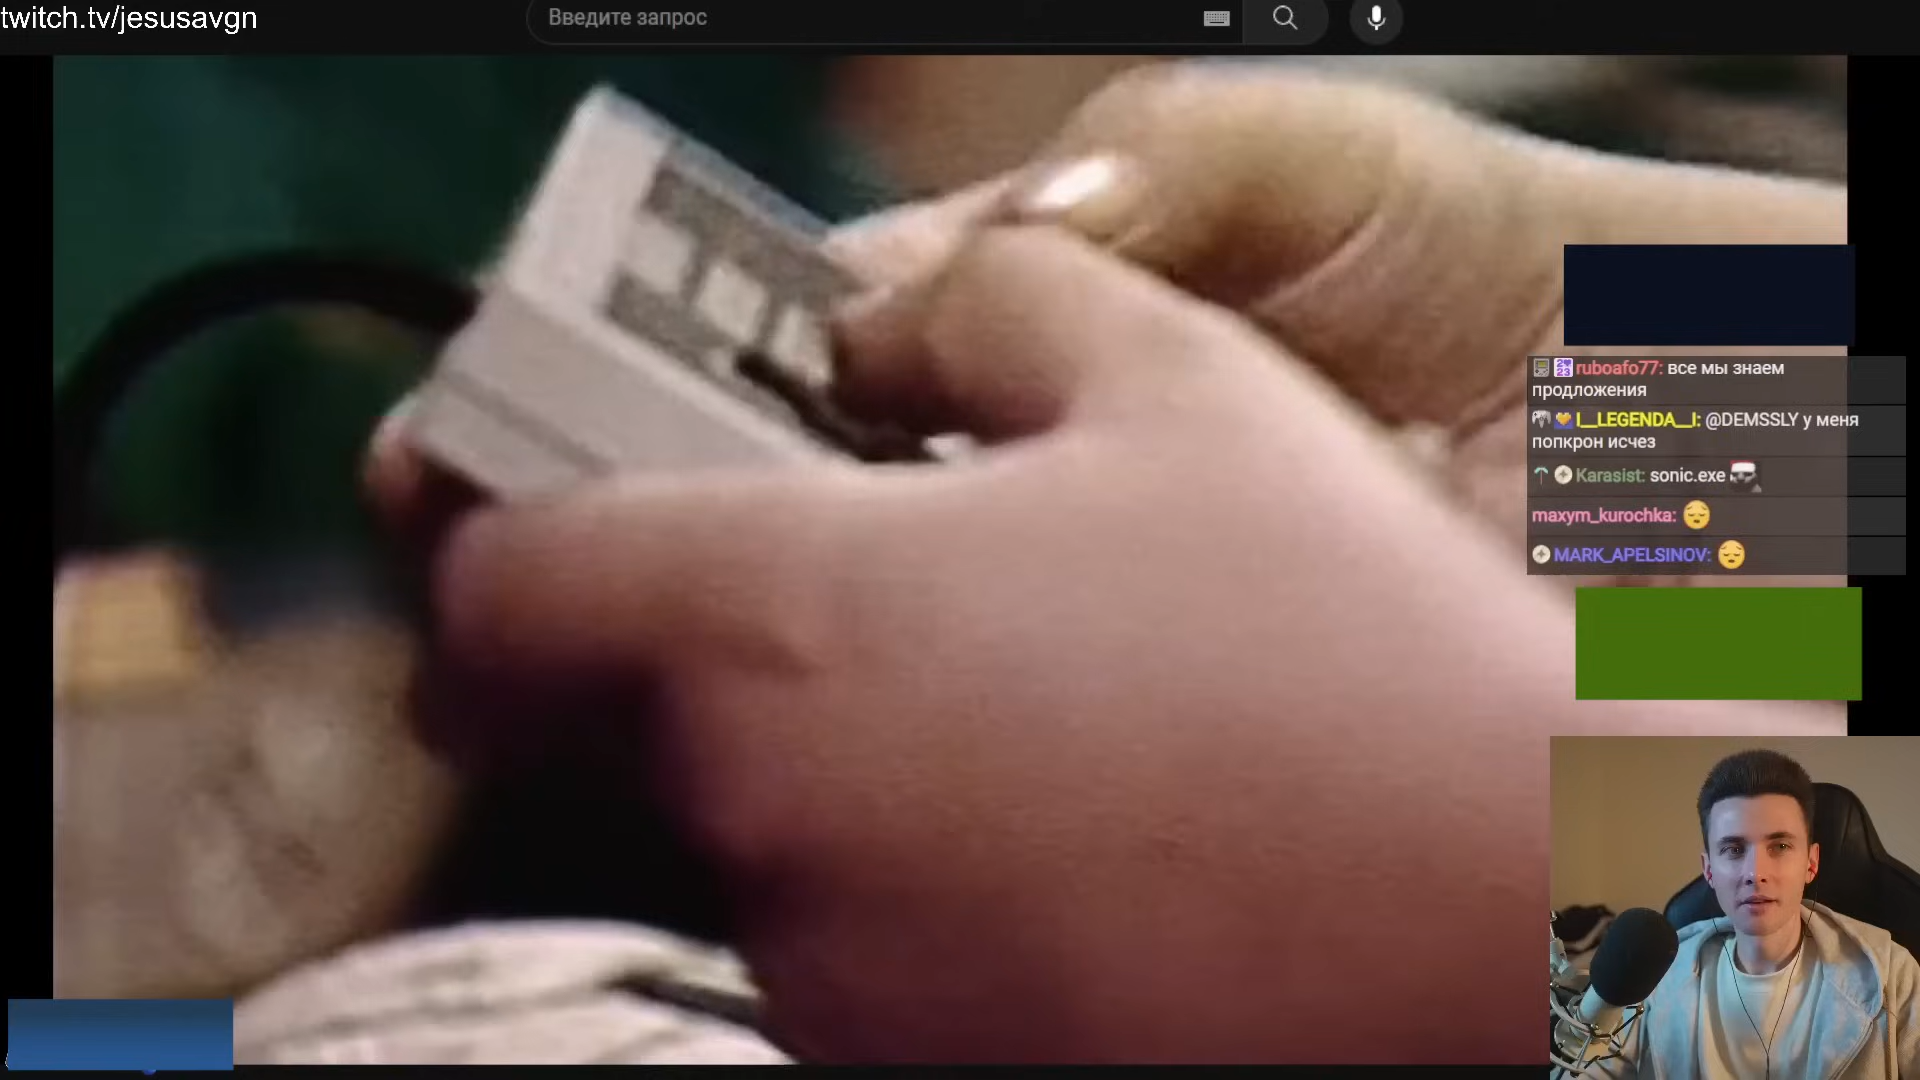 twitch.tv/jesusavgn
Введите запрос
ruboafo77: все мы знаем
продложения
I__LEGENDA__I: @DEMSSLY у меня
попкрон исчез
Karasist: sonic.exe
maxym_kurochka:
MARK_APELSINOV: